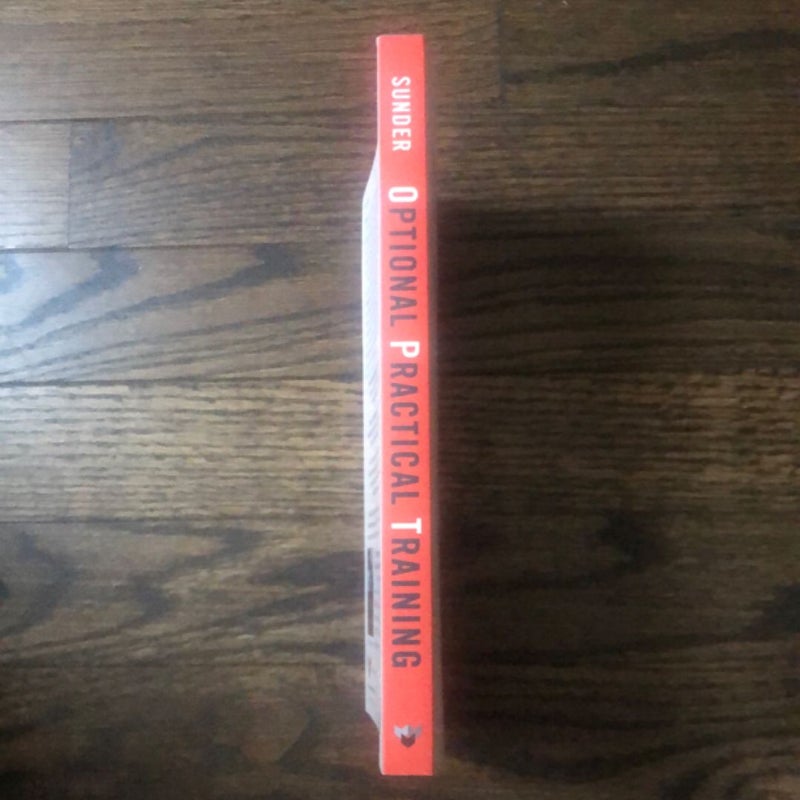 SUNDER
OPTIONAL PRACTICAL TRAINING